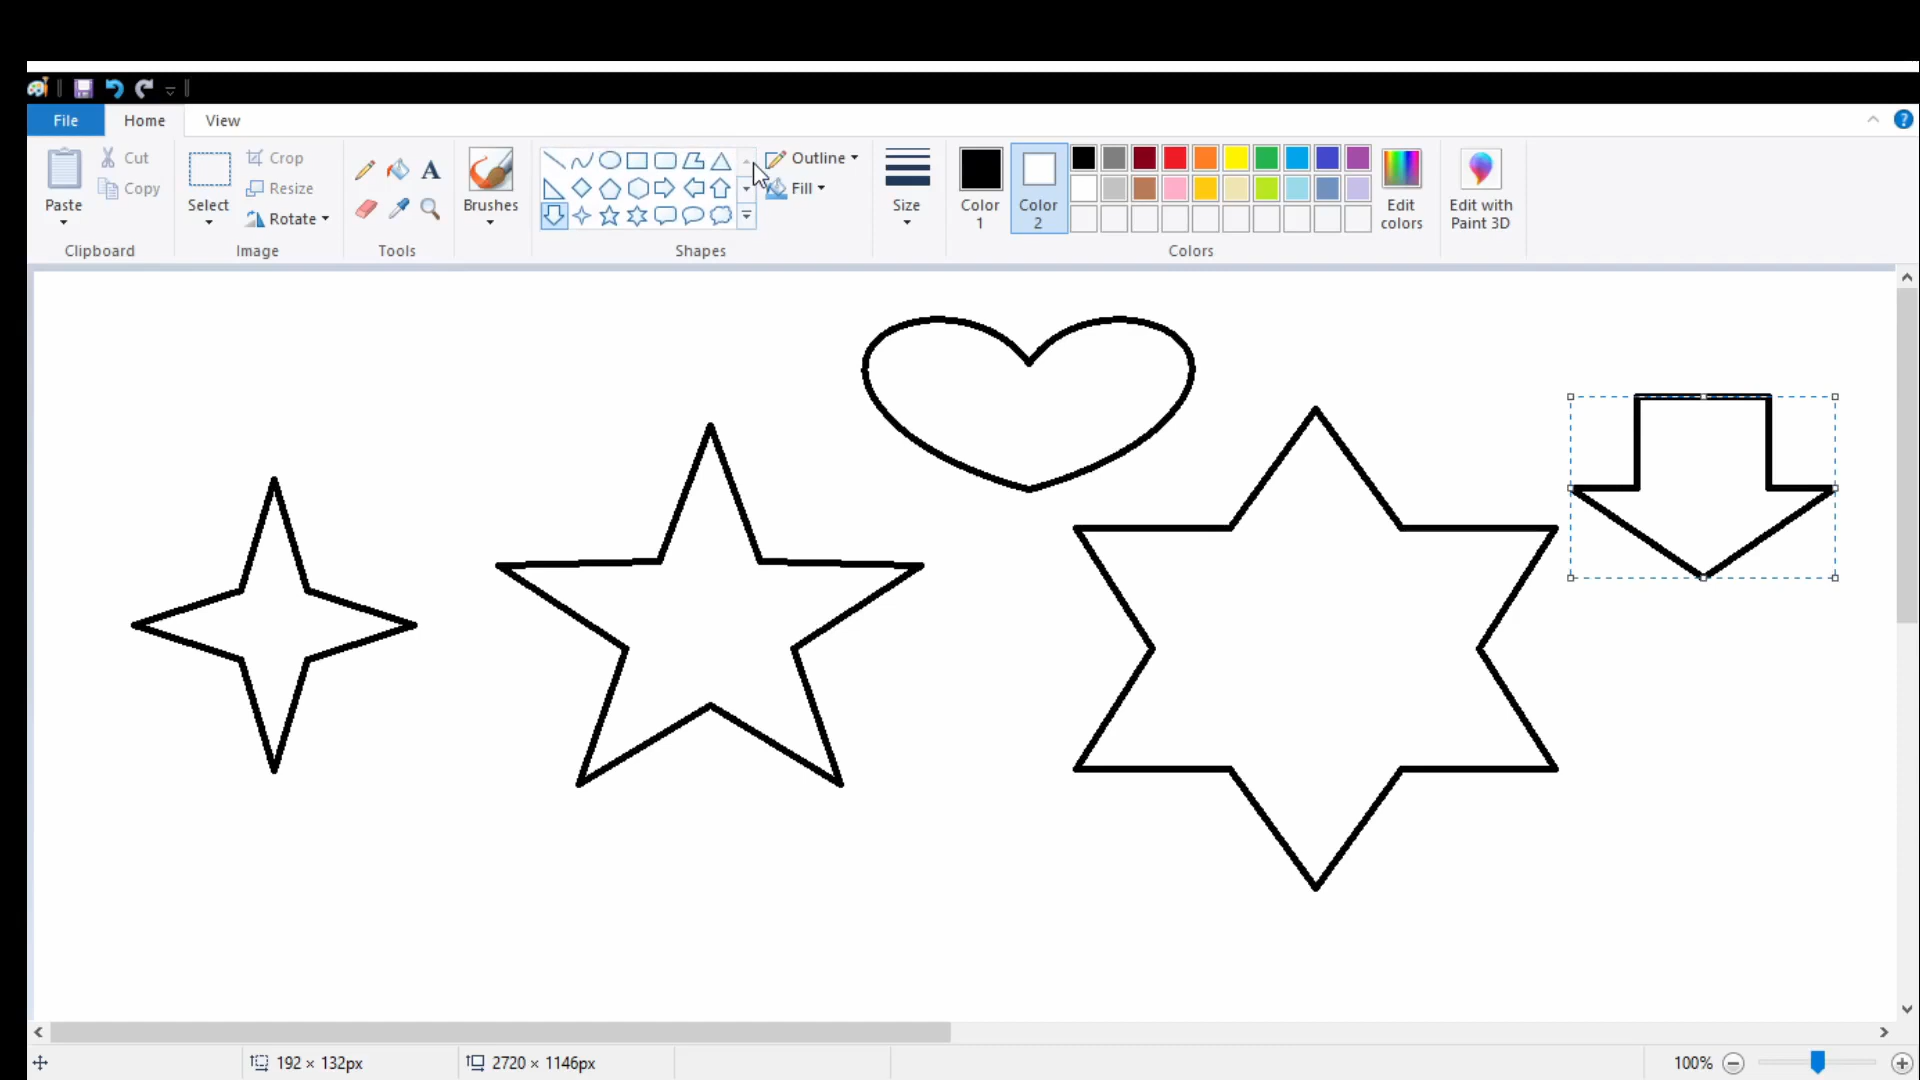 File Home View
?
Paste
Cut
Copy
Clipboard
Select
Crop
Resize
Rotate
Image
A
Tools
Brushes
Outline
Fill
Shapes
Size
Color
1
Color
2
Edit
colors
Colors
Edit with
Paint 3D
192 × 132px
2720 × 1146px
100%